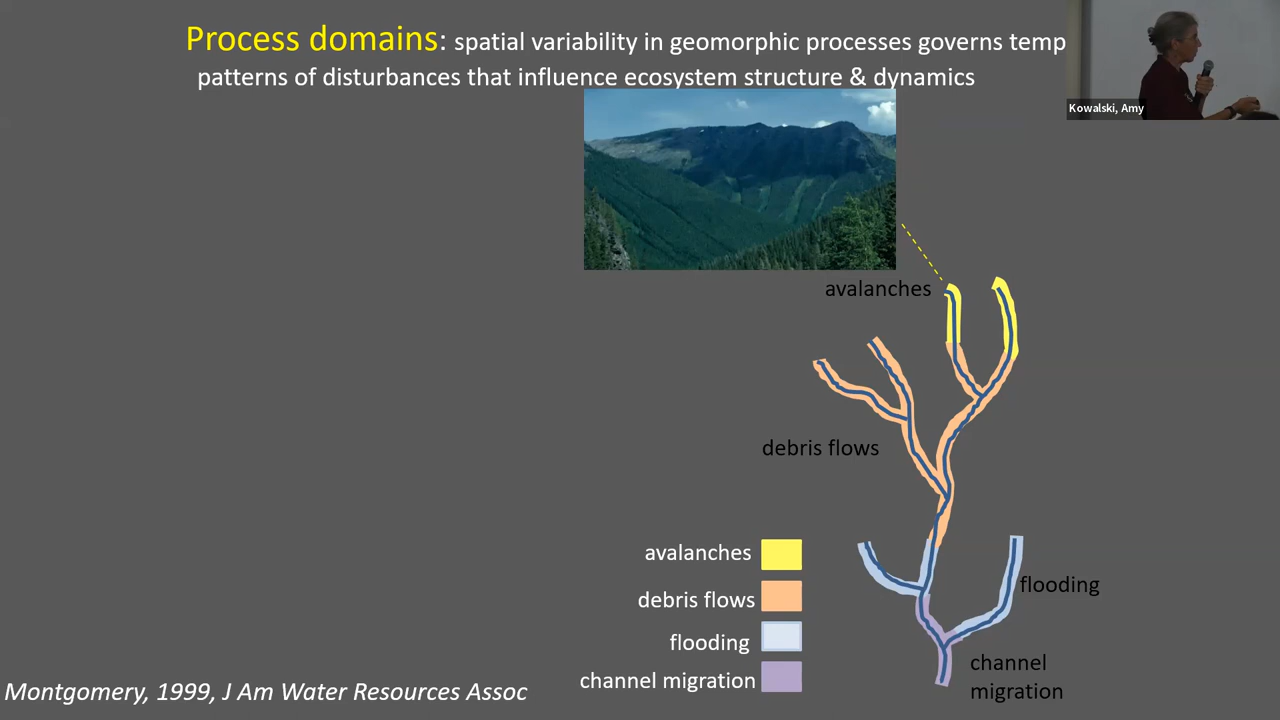 Process domains: spatial variability in geomorphic processes governs temp
patterns of disturbances that influence ecosystem structure & dynamics
Kowalski, Amy
avalanches
debris flows
avalanches
debris flows
flooding
flooding
channel migration
channel
migration
Montgomery, 1999, J Am Water Resources Assoc